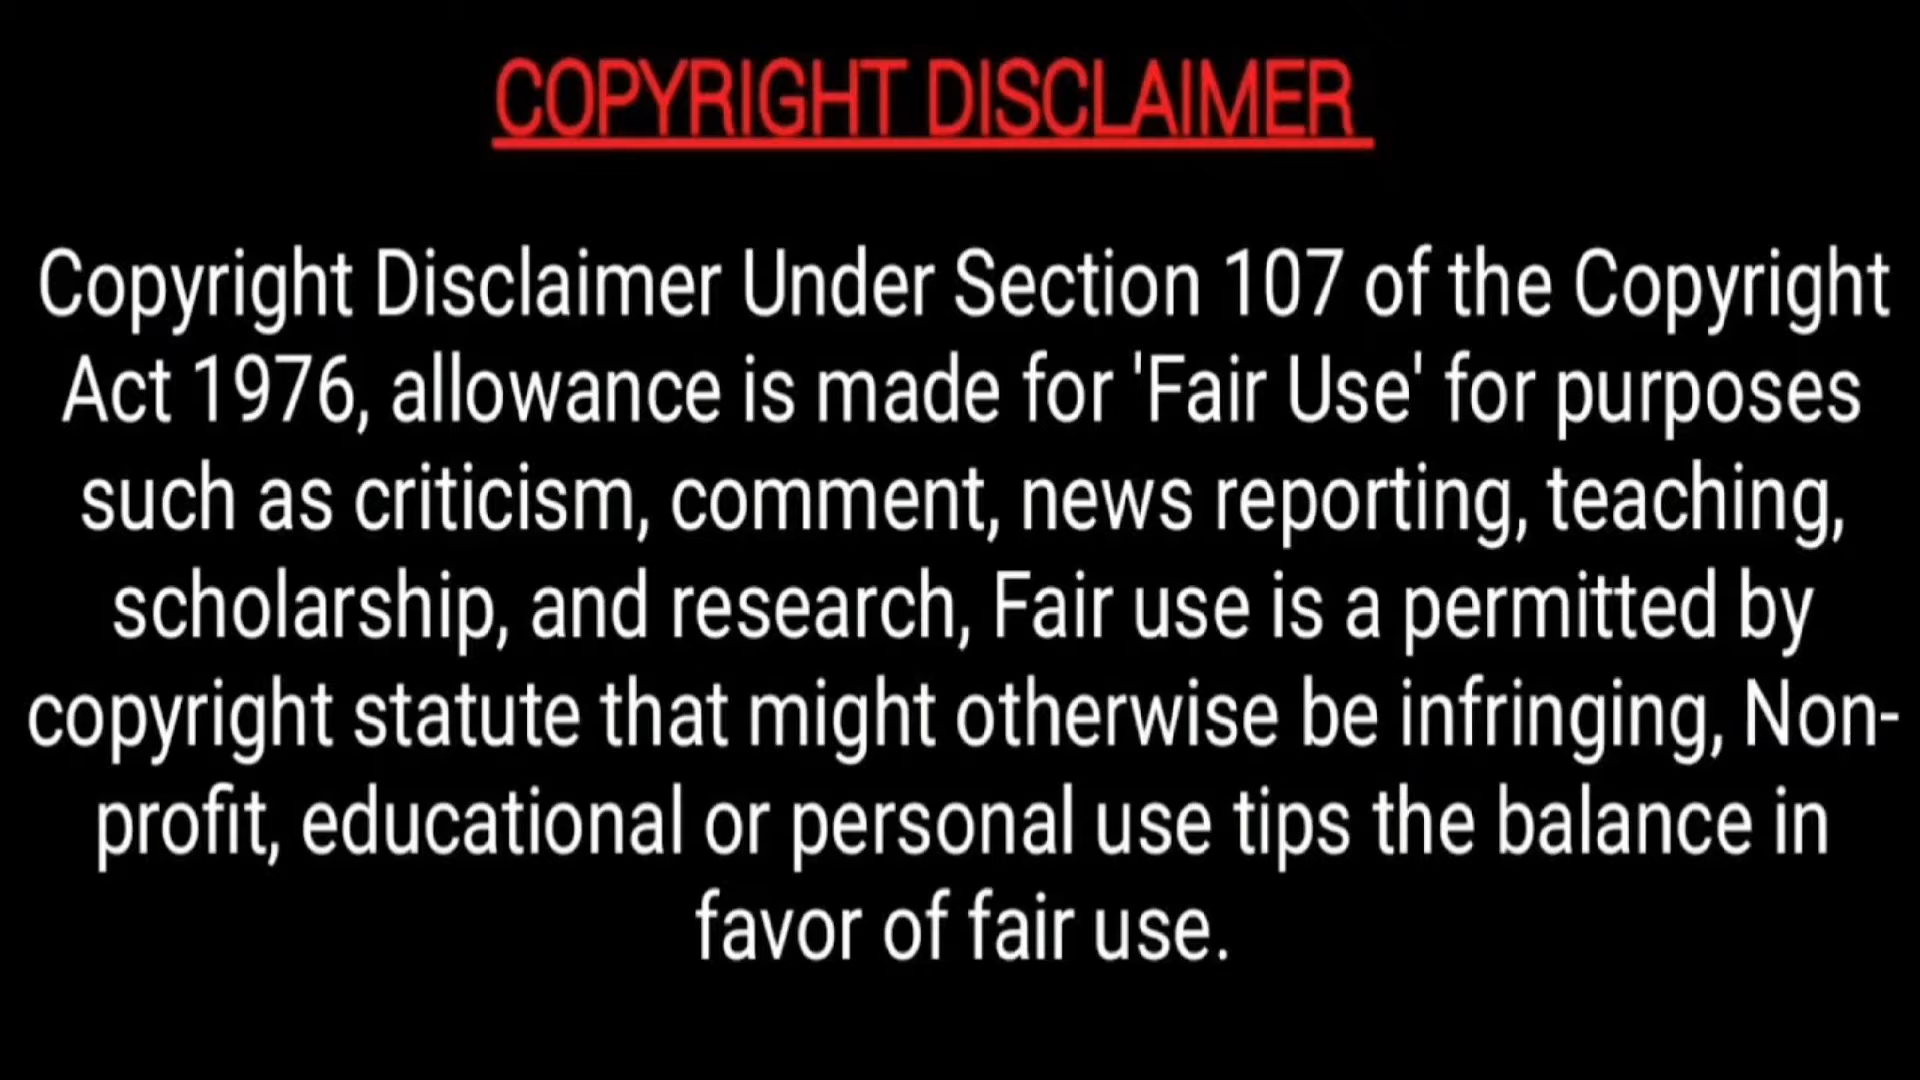 COPYRIGHT DISCLAIMER
Copyright Disclaimer Under Section 107 of the Copyright
Act 1976, allowance is made for 'Fair Use' for purposes
such as criticism, comment, news reporting, teaching,
scholarship, and research, Fair use is a permitted by
copyright statute that might otherwise be infringing, Non-
profit, educational or personal use tips the balance in
favor of fair use.